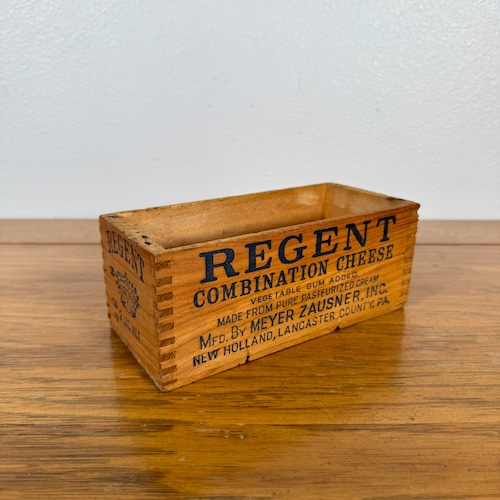 REGENT
COMBINATION CHEESE
VEGETABLE GUM ADDED
MADE FROM PURE PASTEURIZED CREAM
MFD. BY MEYER ZAUSNER, INC.
NEW HOLLAND, LANCASTER COUNTY, PA.
REGENT